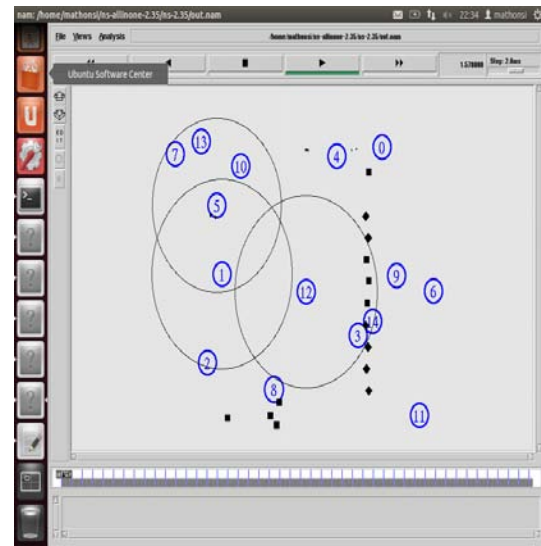 nam: /home/mathonsi/ns-allinone-2.35/ns-2.35/out.nam
22:34 mathonsi
File Views Analysis
/home/mathonsi/ns-allinone-2.35/ns-2.35/out.nam
1.578000
Step: 2.0ms
Ubuntu Software Center
13
7
10
4
0
5
1
12
9
6
14
3
2
8
11